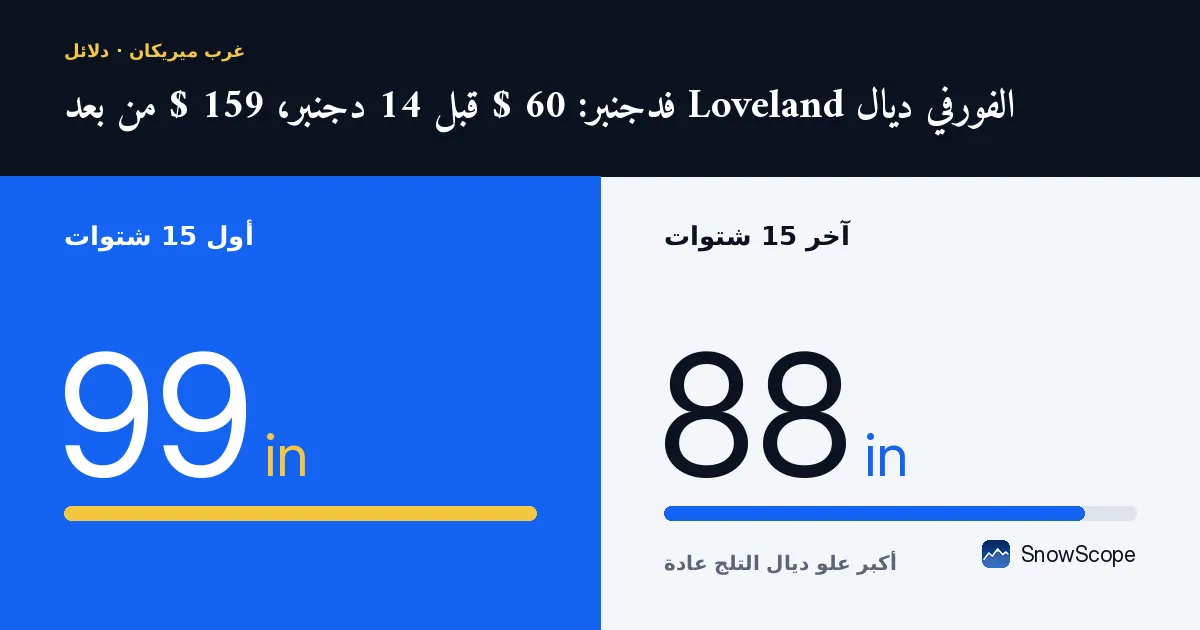 غرب ميريكان · دلائل
الفورفي ديال Loveland فدجنبر: 60 $ قبل 14 دجنبر، 159 $ من بعد
أول 15 شتوات
99 in
آخر 15 شتوات
88 in
أكبر علو ديال التلج عادة
SnowScope